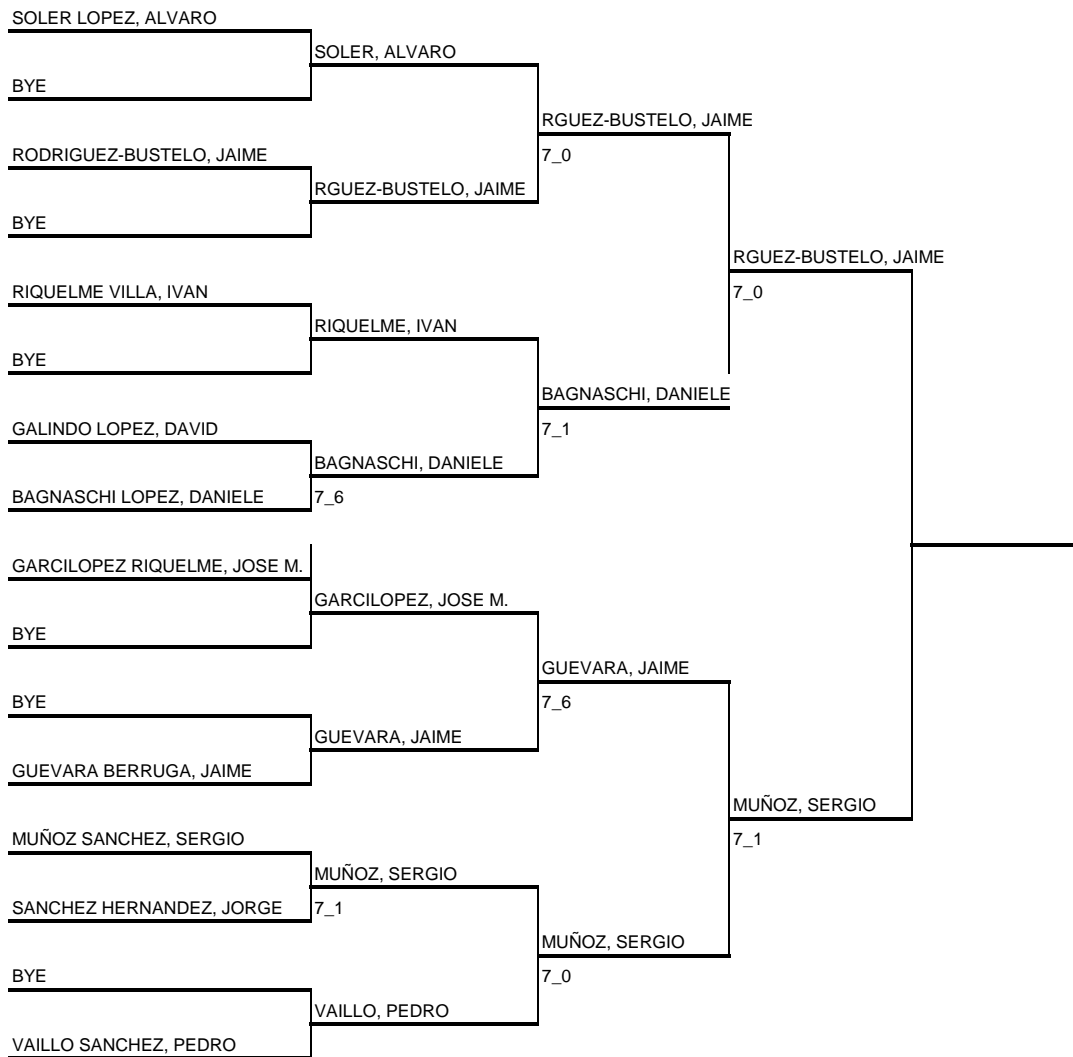 SOLER LOPEZ, ALVARO
SOLER, ALVARO
BYE
RGUEZ-BUSTELO, JAIME
RODRIGUEZ-BUSTELO, JAIME
7_0
RGUEZ-BUSTELO, JAIME
BYE
RGUEZ-BUSTELO, JAIME
RIQUELME VILLA, IVAN
7_0
RIQUELME, IVAN
BYE
BAGNASCHI, DANIELE
GALINDO LOPEZ, DAVID
7_1
BAGNASCHI, DANIELE
BAGNASCHI LOPEZ, DANIELE
7_6
GARCILOPEZ RIQUELME, JOSE M.
GARCILOPEZ, JOSE M.
BYE
GUEVARA, JAIME
BYE
7_6
GUEVARA, JAIME
GUEVARA BERRUGA, JAIME
MUÑOZ, SERGIO
MUÑOZ SANCHEZ, SERGIO
7_1
MUÑOZ, SERGIO
SANCHEZ HERNANDEZ, JORGE
7_1
MUÑOZ, SERGIO
BYE
7_0
VAILLO, PEDRO
VAILLO SANCHEZ, PEDRO